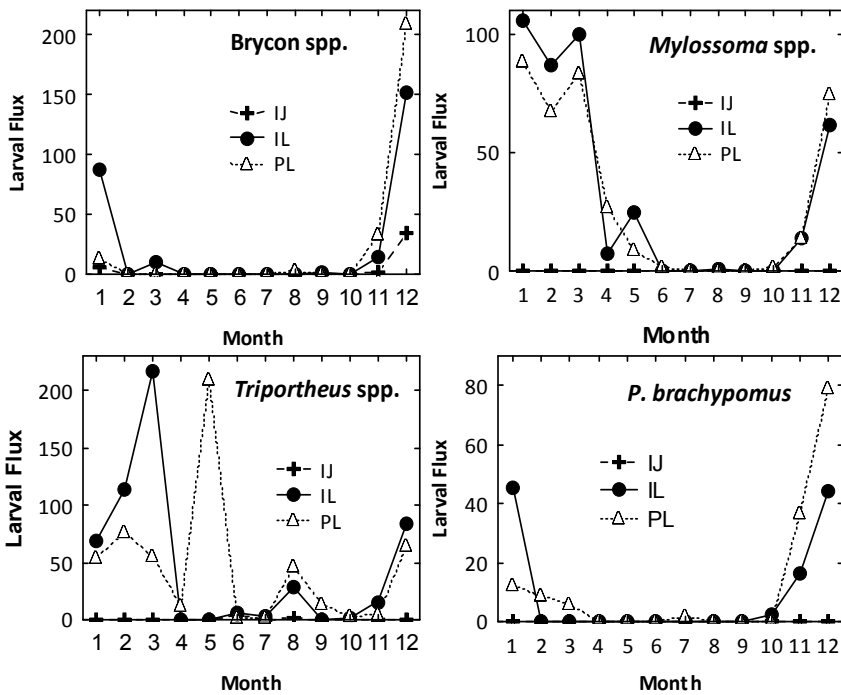 Brycon spp.
Larval Flux
200
150
100
50
0
IJ
IL
PL
1 2 3 4 5 6 7 8 9 10 11 12
Month
Mylossoma spp.
Larval Flux
100
50
0
IJ
IL
PL
1 2 3 4 5 6 7 8 9 10 11 12
Month
Triportheus spp.
Larval Flux
200
150
100
50
0
IJ
IL
PL
1 2 3 4 5 6 7 8 9 10 11 12
Month
P. brachypomus
Larval Flux
80
60
40
20
0
IJ
IL
PL
1 2 3 4 5 6 7 8 9 10 11 12
Month